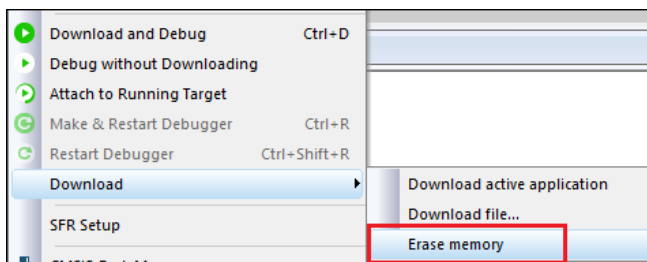 Download and Debug Ctrl+D
Debug without Downloading
Attach to Running Target
Make & Restart Debugger Ctrl+R
Restart Debugger Ctrl+Shift+R
Download
Download active application
Download file...
SFR Setup
Erase memory